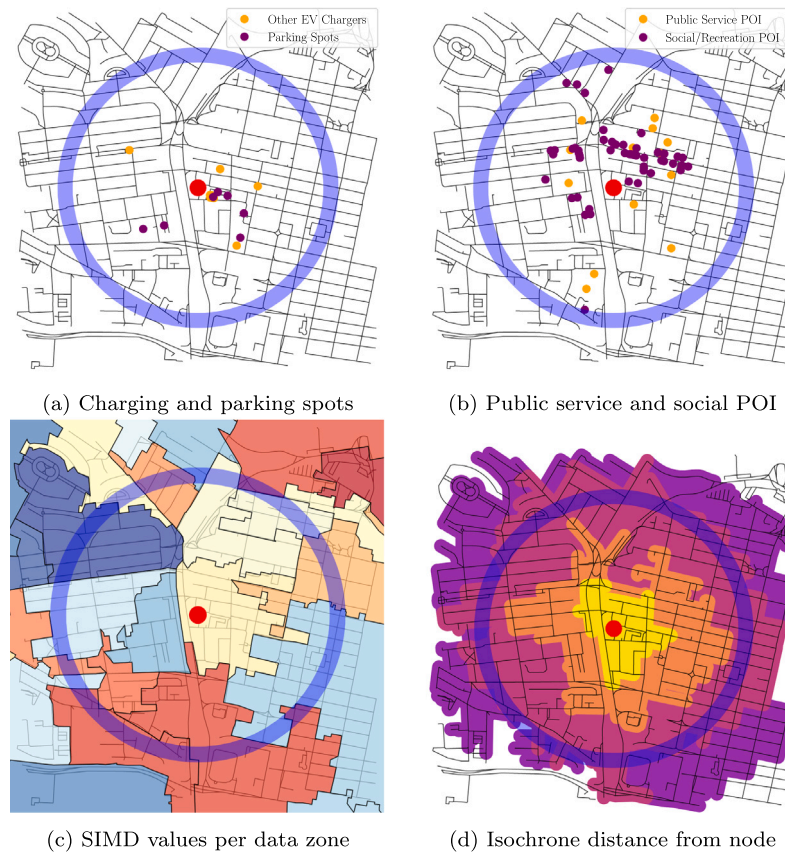 Other EV Chargers
Parking Spots
Public Service POI
Social/Recreation POI
(a) Charging and parking spots
(b) Public service and social POI
(c) SIMD values per data zone
(d) Isochrone distance from node